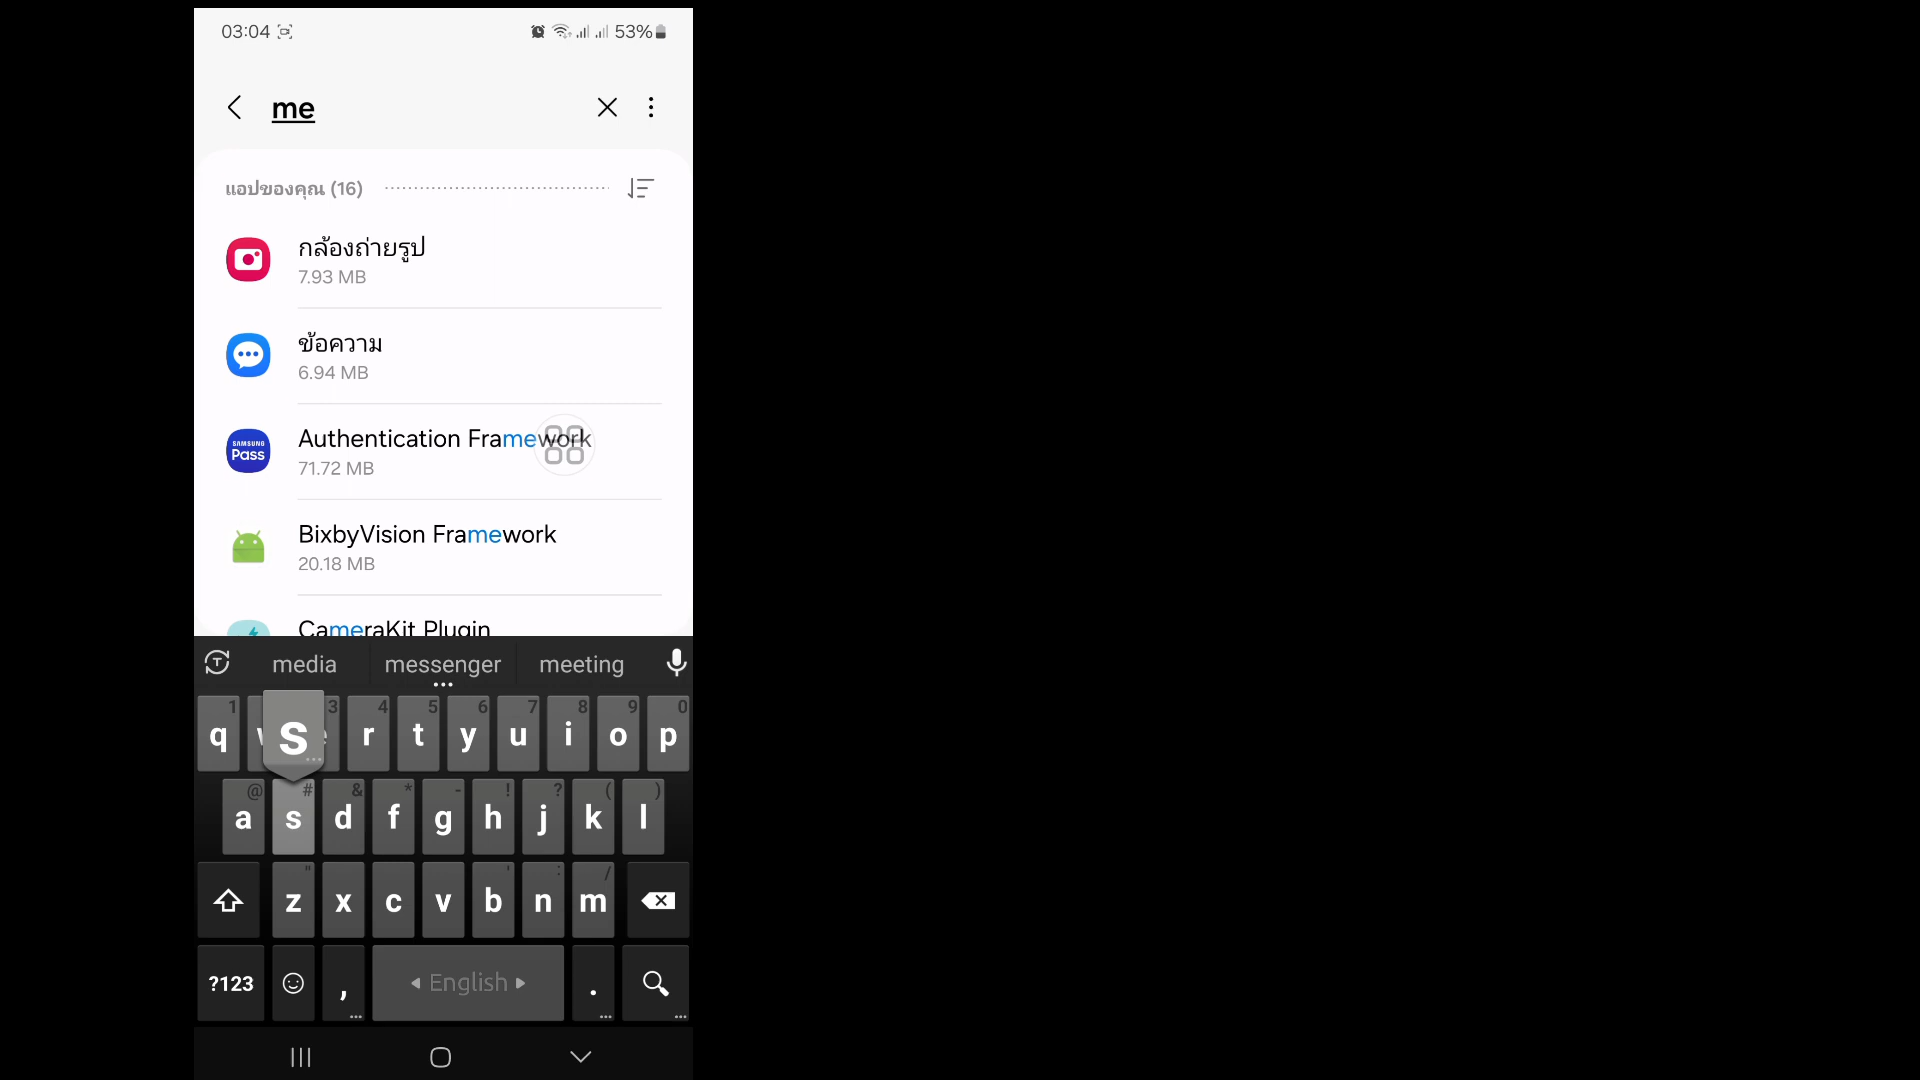 03:04 53%
me
แอปของคุณ (16)
กล้องถ่ายรูป
7.93 MB
ข้อความ
6.94 MB
SAMSUNG
Pass
Authentication Framework
71.72 MB
BixbyVision Framework
20.18 MB
CameraKit Plugin
media messenger meeting
1 3 4 5 6 7 8 9 0
q r t y u i o p
s
@ # & * - ! ? ( )
a s d f g h j k l
" ' : /
z x c v b n m
?123 , English .